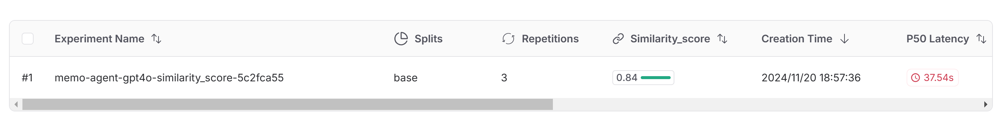 Experiment Name Splits Repetitions Similarity_score Creation Time P50 Latency
#1 memo-agent-gpt4o-similarity_score-5c2fca55 base 3 0.84 2024/11/20 18:57:36 37.54s